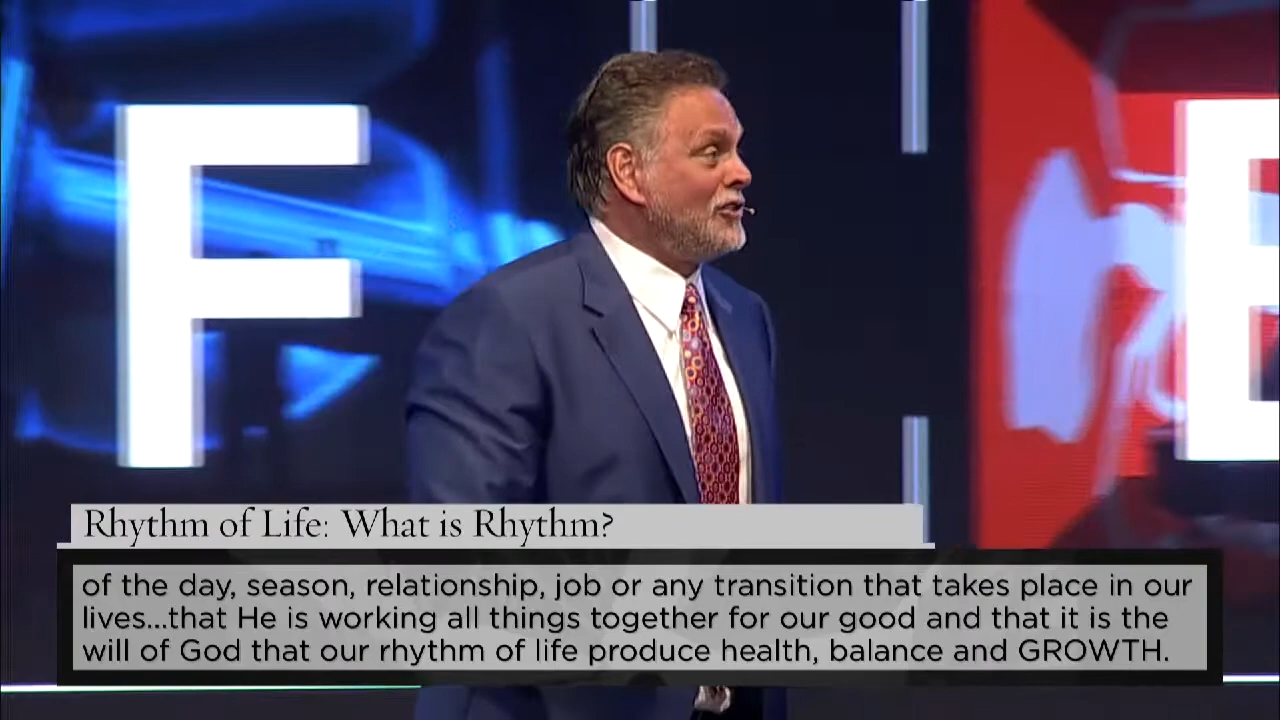 F
E
Rhythm of Life: What is Rhythm?
of the day, season, relationship, job or any transition that takes place in our
lives...that He is working all things together for our good and that it is the
will of God that our rhythm of life produce health, balance and GROWTH.